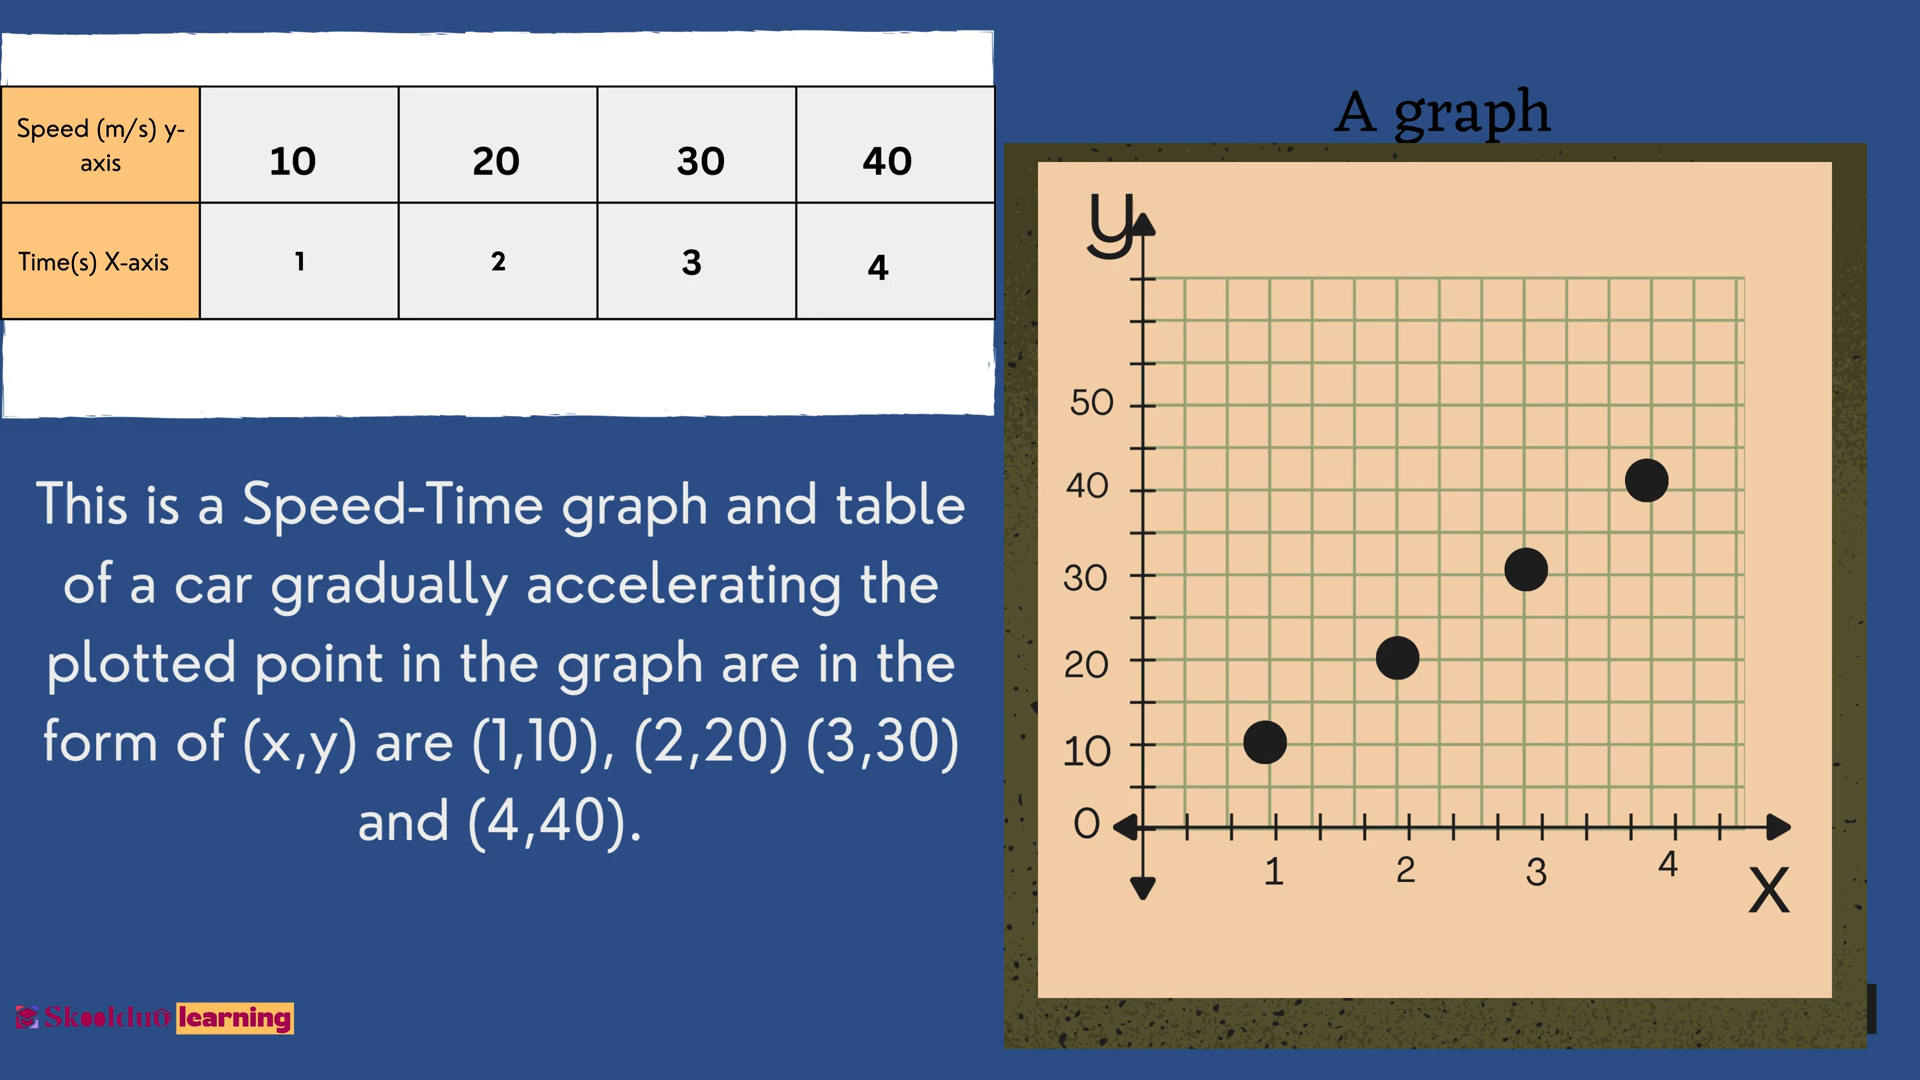 Speed (m/s) y-
axis
10
20
30
40
Time(s) X-axis
1
2
3
4
This is a Speed-Time graph and table
of a car gradually accelerating the
plotted point in the graph are in the
form of (x,y) are (1,10), (2,20) (3,30)
and (4,40).
Skoolduo learning
A graph
y
50
40
30
20
10
0
1
2
3
4
X